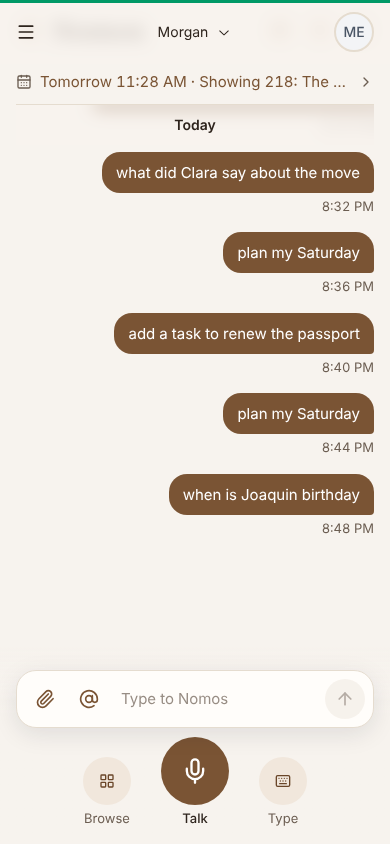 Morgan
ME
Tomorrow 11:28 AM · Showing 218: The ...
Today
what did Clara say about the move
8:32 PM
plan my Saturday
8:36 PM
add a task to renew the passport
8:40 PM
plan my Saturday
8:44 PM
when is Joaquin birthday
8:48 PM
Type to Nomos
Browse
Talk
Type